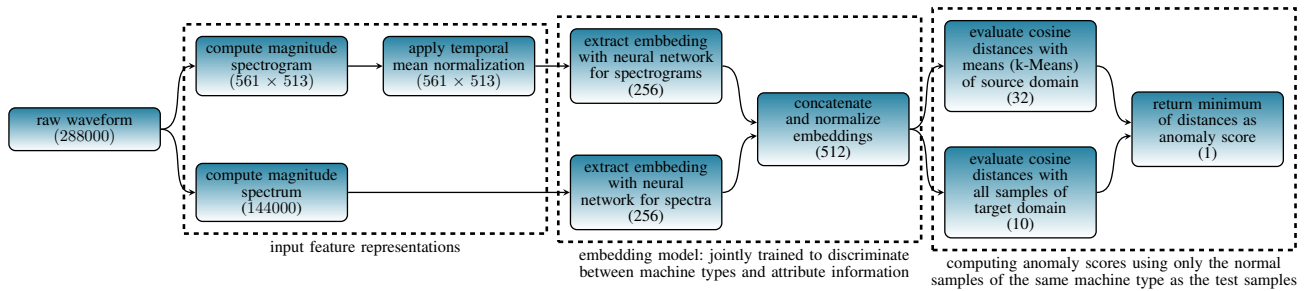 raw waveform
(288000)
compute magnitude
spectrogram
(561 × 513)
apply temporal
mean normalization
(561 × 513)
compute magnitude
spectrum
(144000)
input feature representations
extract embbeding
with neural network
for spectrograms
(256)
extract embbeding
with neural
network for spectra
(256)
concatenate
and normalize
embeddings
(512)
embedding model: jointly trained to discriminate
between machine types and attribute information
evaluate cosine
distances with
means (k-Means)
of source domain
(32)
evaluate cosine
distances with
all samples of
target domain
(10)
return minimum
of distances as
anomaly score
(1)
computing anomaly scores using only the normal
samples of the same machine type as the test samples